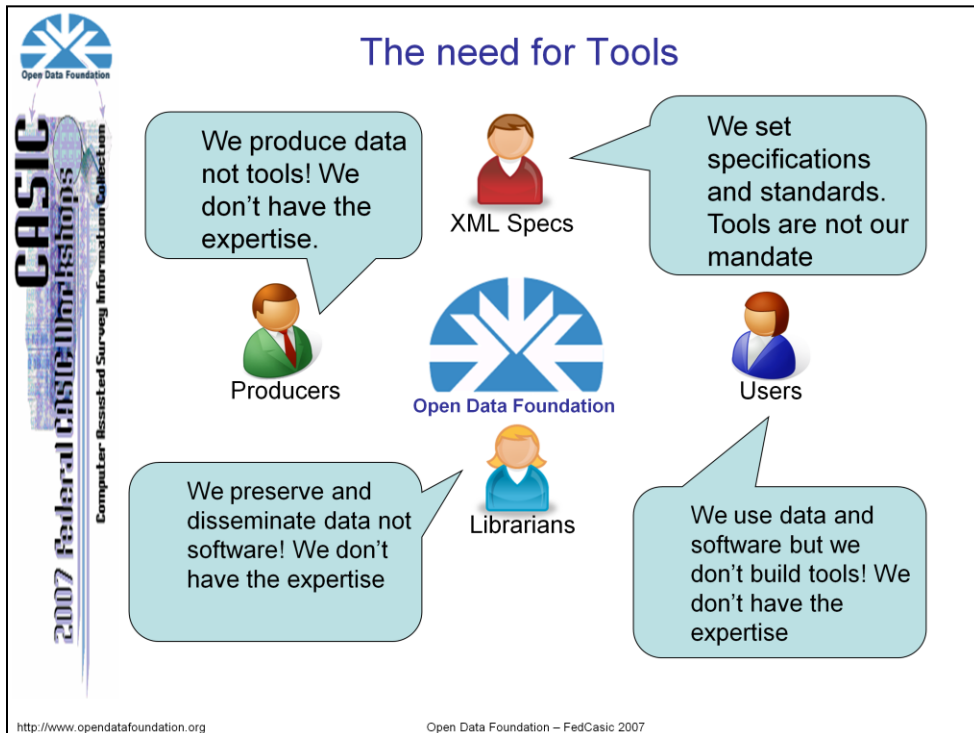 Open Data Foundation
The need for Tools
2007 Federal CASIC Workshops
Computer Assisted Survey Information Collection
We produce data
not tools! We
don't have the
expertise.
XML Specs
We set
specifications
and standards.
Tools are not our
mandate
Producers
Open Data Foundation
Users
We preserve and
disseminate data not
software! We don't
have the expertise
Librarians
We use data and
software but we
don't build tools! We
don't have the
expertise
http://www.opendatafoundation.org
Open Data Foundation – FedCasic 2007